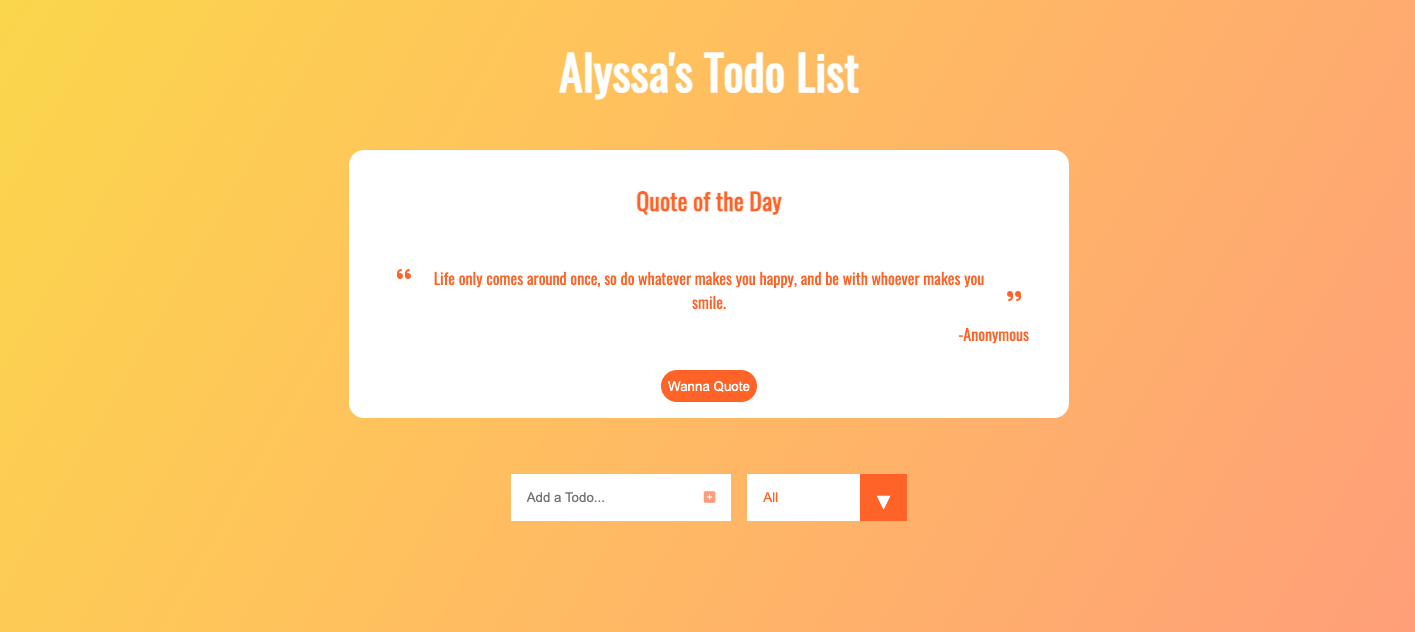 Alyssa's Todo List
Quote of the Day
“ Life only comes around once, so do whatever makes you happy, and be with whoever makes you
smile. ”
-Anonymous
Wanna Quote
Add a Todo...
All